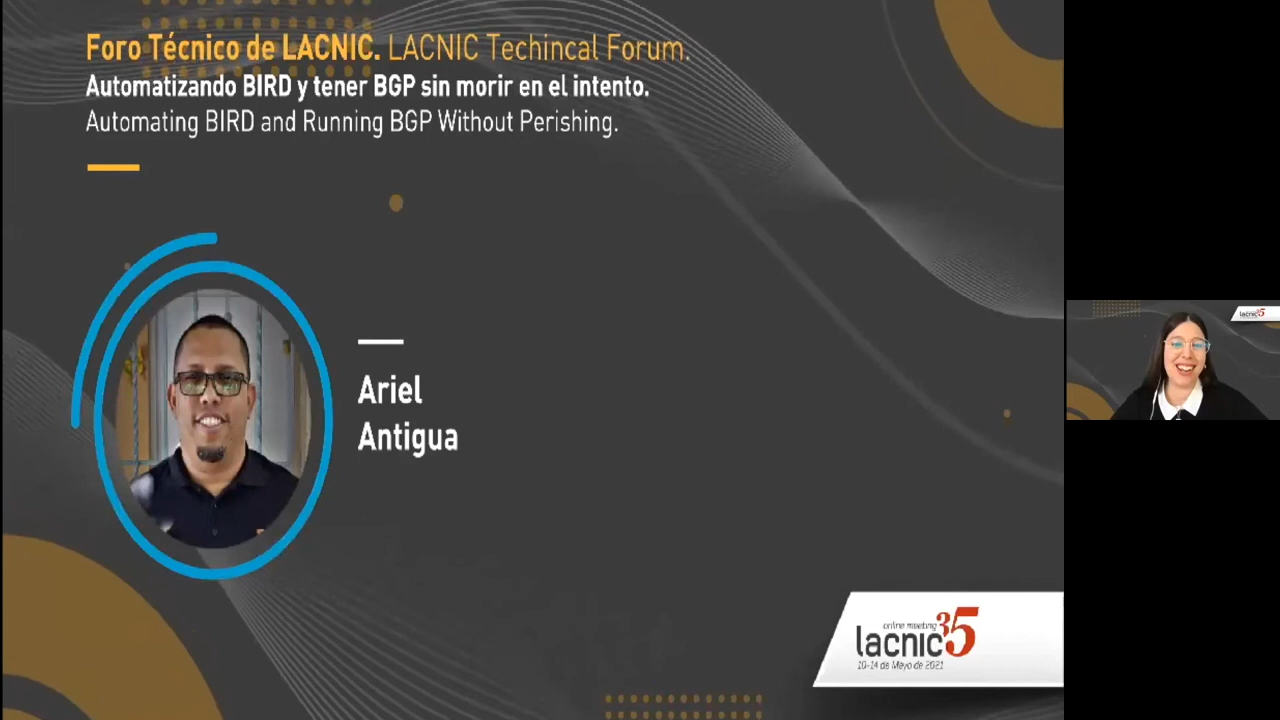 Foro Técnico de LACNIC. LACNIC Techincal Forum.
Automatizando BIRD y tener BGP sin morir en el intento.
Automating BIRD and Running BGP Without Perishing.
Ariel
Antigua
online meeting
lacnic35
10-14 de Mayo de 2021
lacnic35